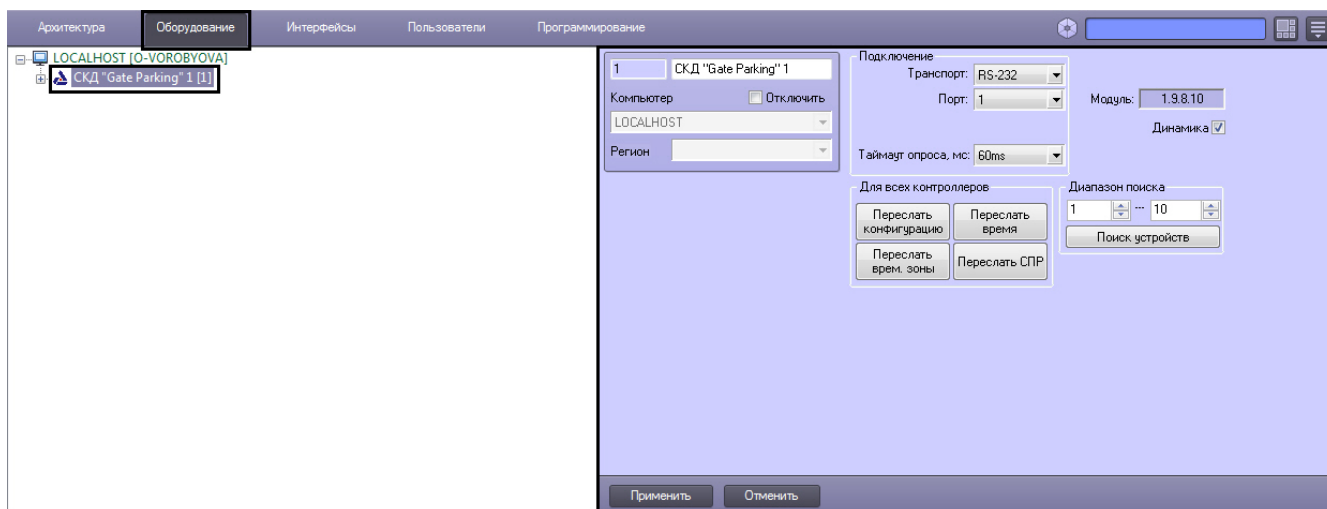 Архитектура Оборудование Интерфейсы Пользователи Программирование
LOCALHOST [O-VOROBYOVA]
СКД "Gate Parking" 1 [1]
1 СКД "Gate Parking" 1
Компьютер Отключить
LOCALHOST
Регион
Подключение
Транспорт: RS-232
Порт: 1
Таймаут опроса, мс: 60ms
Модуль: 1.9.8.10
Динамика
Для всех контроллеров
Переслать конфигурацию
Переслать время
Переслать врем. зоны
Переслать СПР
Диапазон поиска
1 --- 10
Поиск устройств
Применить Отменить